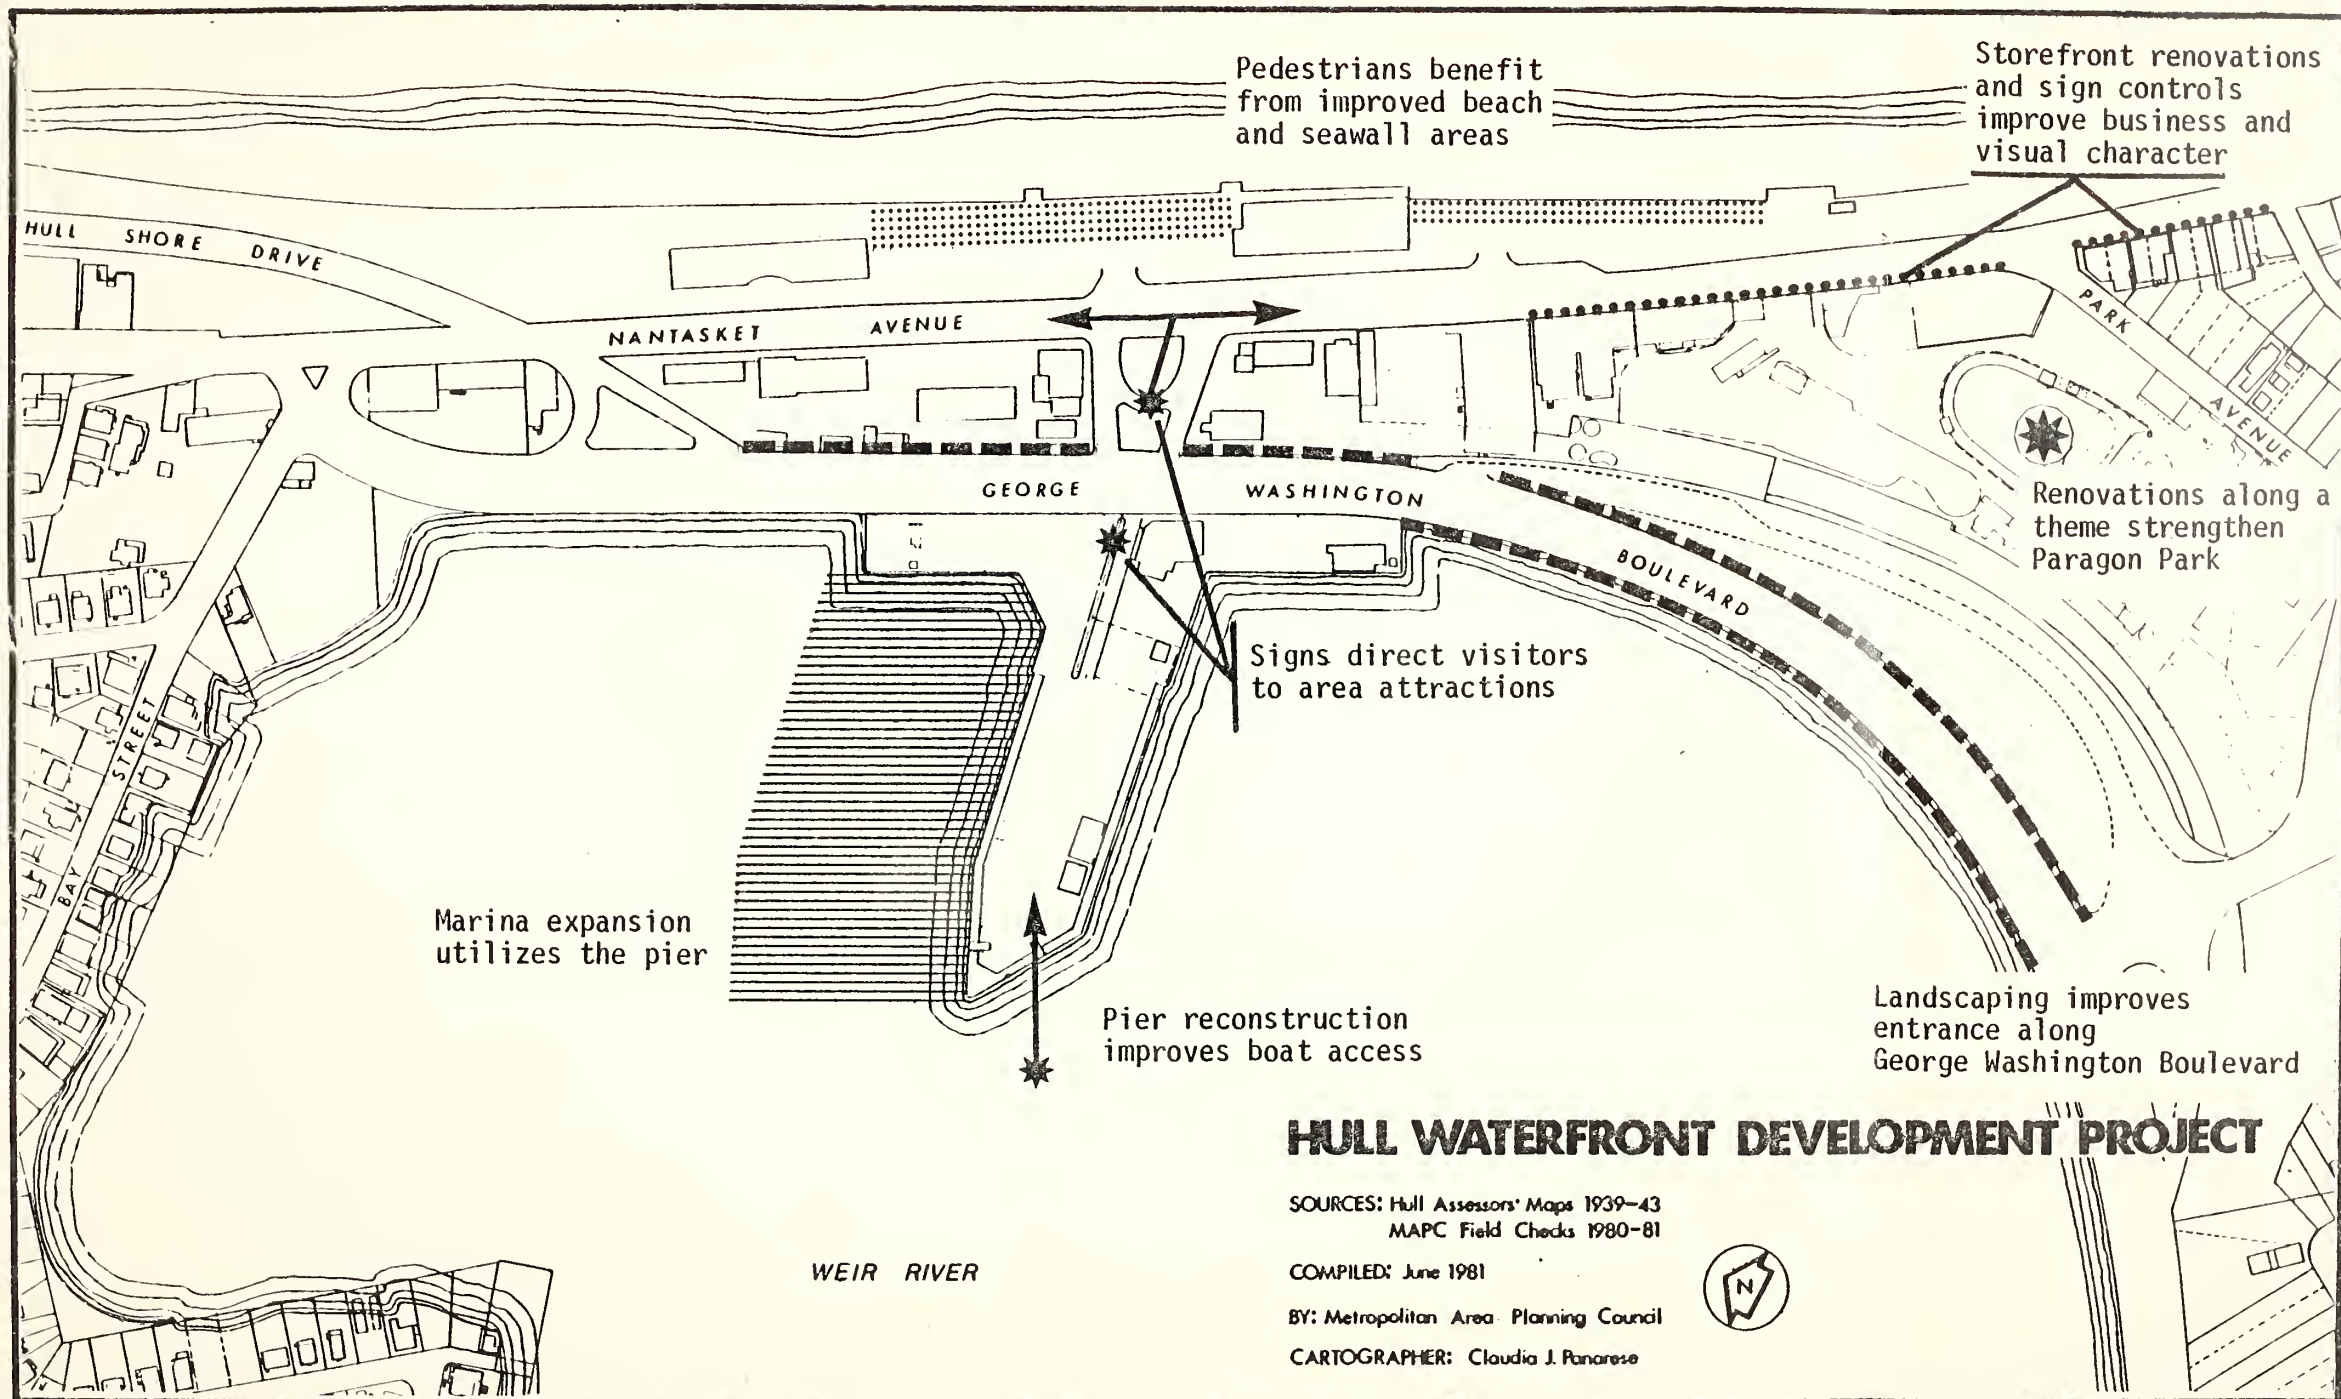 Pedestrians benefit
from improved beach
and seawall areas
Storefront renovations
and sign controls
improve business and
visual character
HULL SHORE DRIVE
NANTASKET AVENUE
PARK AVENUE
GEORGE WASHINGTON BOULEVARD
Renovations along a
theme strengthen
Paragon Park
Signs direct visitors
to area attractions
BAY STREET
Marina expansion
utilizes the pier
Pier reconstruction
improves boat access
Landscaping improves
entrance along
George Washington Boulevard
HULL WATERFRONT DEVELOPMENT PROJECT
SOURCES: Hull Assessors' Maps 1939-43
MAPC Field Checks 1980-81
COMPILED: June 1981
BY: Metropolitan Area Planning Council
CARTOGRAPHER: Claudia J. Panarese
N
WEIR RIVER